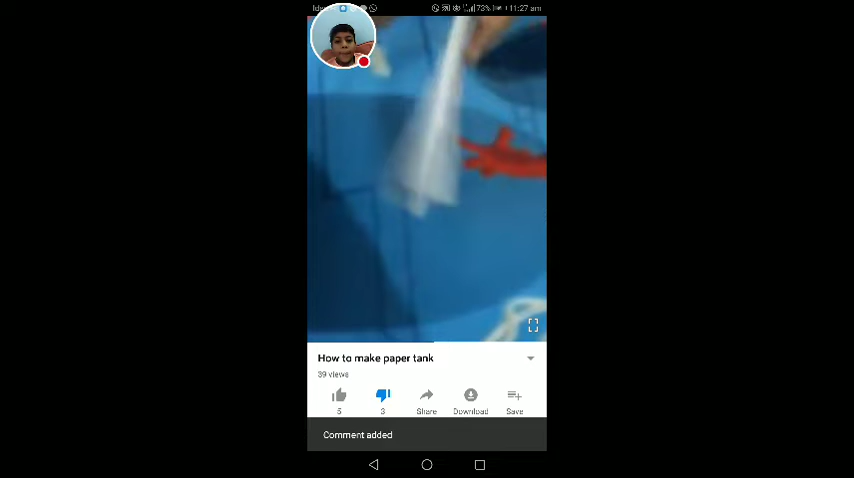 73% 11:27 am
How to make paper tank
39 views
5 3 Share Download Save
Comment added